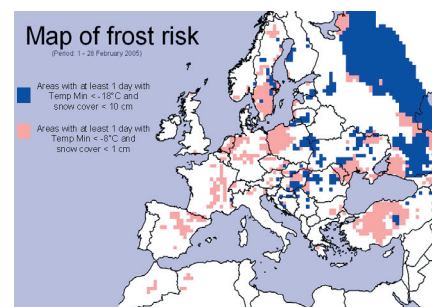 Map of frost risk
(Period: 1 - 28 February 2005)
Areas with at least 1 day with
Temp Min < -18°C and
snow cover < 10 cm
Areas with at least 1 day with
Temp Min < -8°C and
snow cover < 1 cm